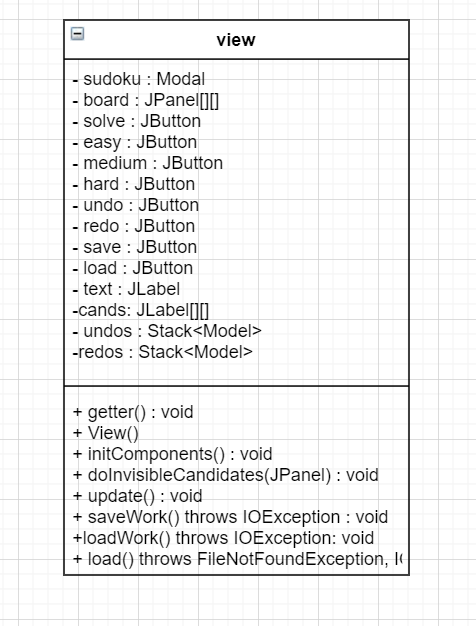 view
- sudoku : Modal
- board : JPanel[][]
- solve : JButton
- easy : JButton
- medium : JButton
- hard : JButton
- undo : JButton
- redo : JButton
- save : JButton
- load : JButton
- text : JLabel
-cands: JLabel[][]
- undos : Stack<Model>
-redos : Stack<Model>
+ getter() : void
+ View()
+ initComponents() : void
+ doInvisibleCandidates(JPanel) : void
+ update() : void
+ saveWork() throws IOException : void
+loadWork() throws IOException: void
+ load() throws FileNotFoundException,